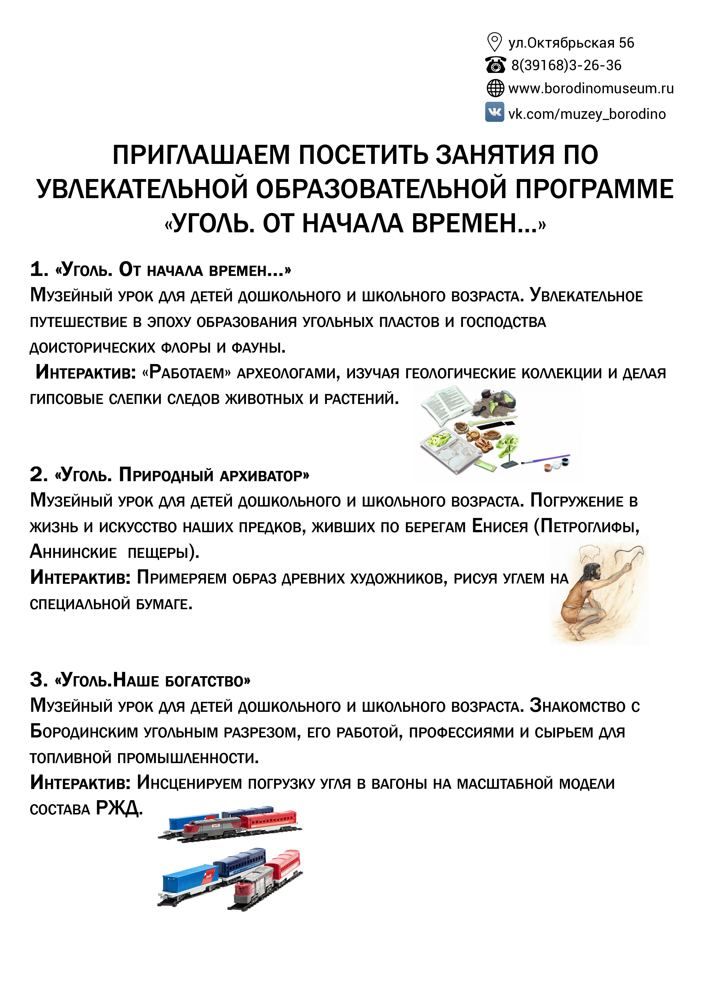 ул.Октябрьская 56
8(39168)3-26-36
www.borodinomuseum.ru
vk.com/muzey_borodino
ПРИГЛАШАЕМ ПОСЕТИТЬ ЗАНЯТИЯ ПО
УВЛЕКАТЕЛЬНОЙ ОБРАЗОВАТЕЛЬНОЙ ПРОГРАММЕ
«УГОЛЬ. ОТ НАЧАЛА ВРЕМЕН...»
1. «Уголь. От начала времен...»
Музейный урок для детей дошкольного и школьного возраста. Увлекательное
путешествие в эпоху образования угольных пластов и господства
доисторических флоры и фауны.
Интерактив: «Работаем» археологами, изучая геологические коллекции и делая
гипсовые слепки следов животных и растений.
2. «Уголь. Природный архиватор»
Музейный урок для детей дошкольного и школьного возраста. Погружение в
жизнь и искусство наших предков, живших по берегам Енисея (Петроглифы,
Аннинские пещеры).
Интерактив: Примеряем образ древних художников, рисуя углем на
специальной бумаге.
3. «Уголь.Наше богатство»
Музейный урок для детей дошкольного и школьного возраста. Знакомство с
Бородинским угольным разрезом, его работой, профессиями и сырьем для
топливной промышленности.
Интерактив: Инсценируем погрузку угля в вагоны на масштабной модели
состава РЖД.